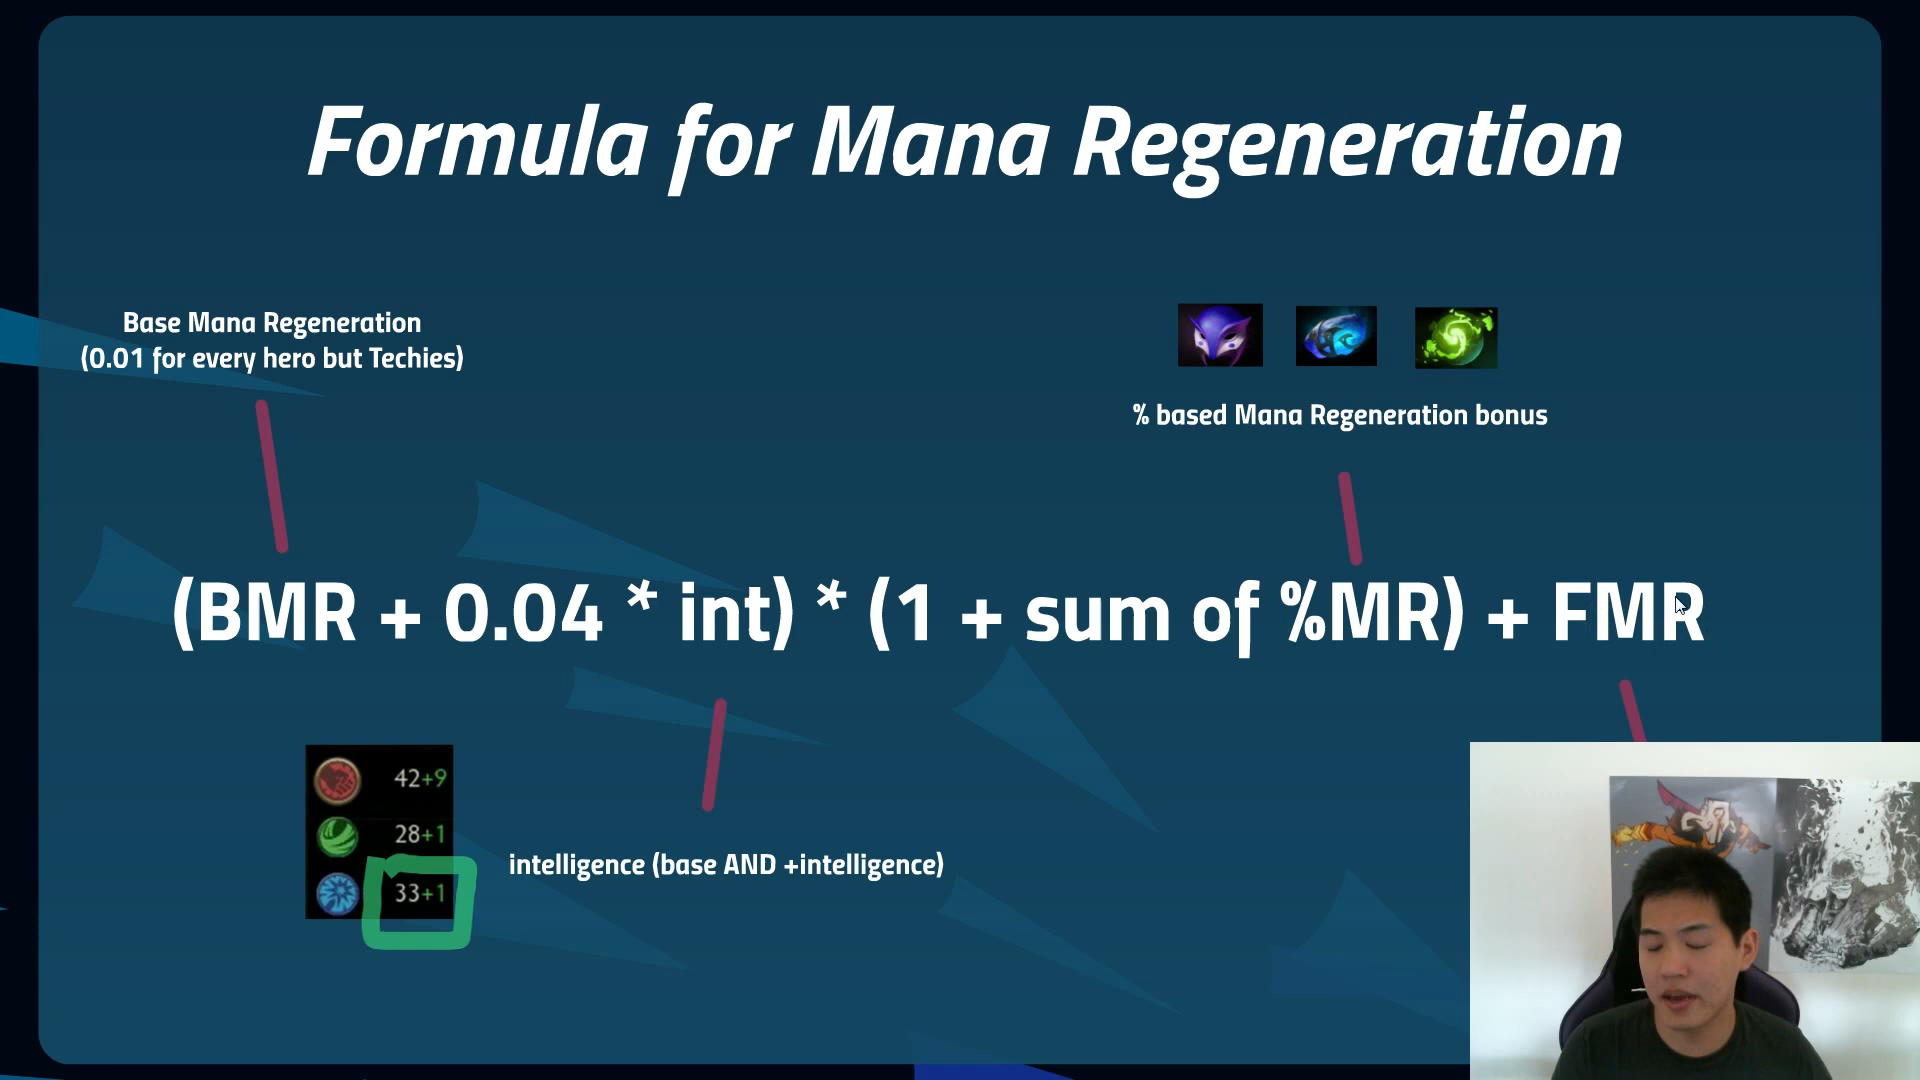 Formula for Mana Regeneration
Base Mana Regeneration
(0.01 for every hero but Techies)
% based Mana Regeneration bonus
(BMR + 0.04 * int) * (1 + sum of %MR) + FMR
42+9
28+1
33+1
intelligence (base AND +intelligence)